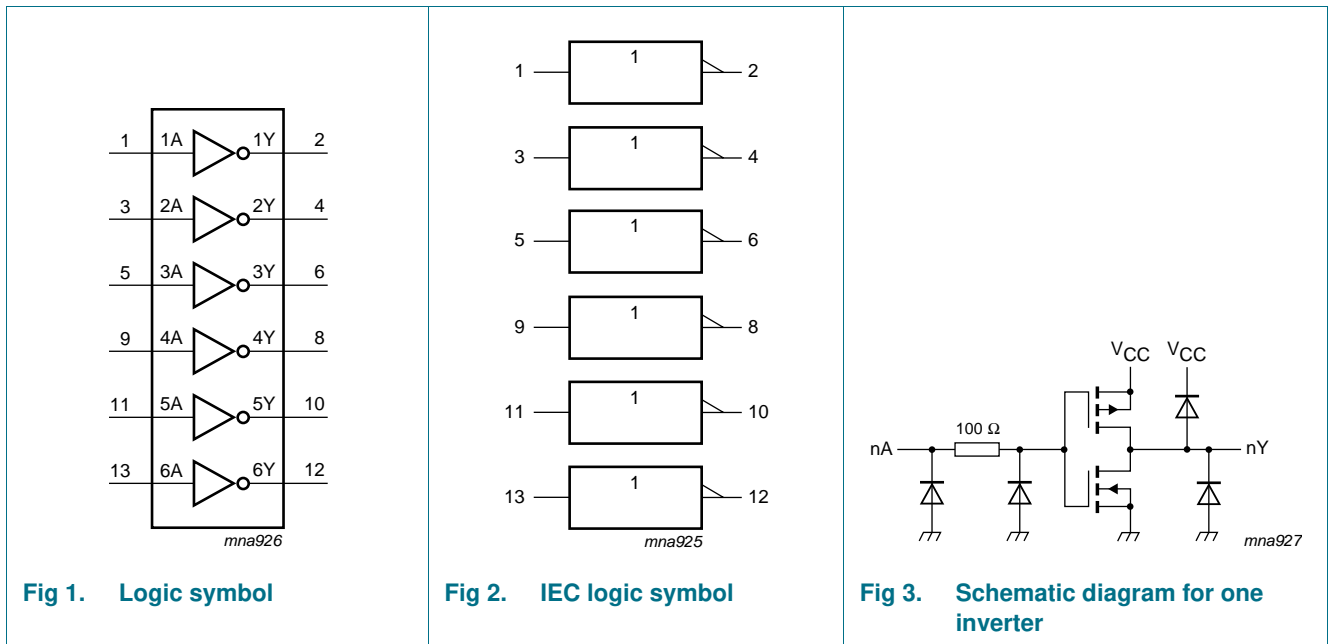 1 1A 1Y 2
3 2A 2Y 4
5 3A 3Y 6
9 4A 4Y 8
11 5A 5Y 10
13 6A 6Y 12
mna926
Fig 1. Logic symbol
1 1 2
3 1 4
5 1 6
9 1 8
11 1 10
13 1 12
mna925
Fig 2. IEC logic symbol
VCC VCC
100 Ω
nA nY
mna927
Fig 3. Schematic diagram for one
inverter